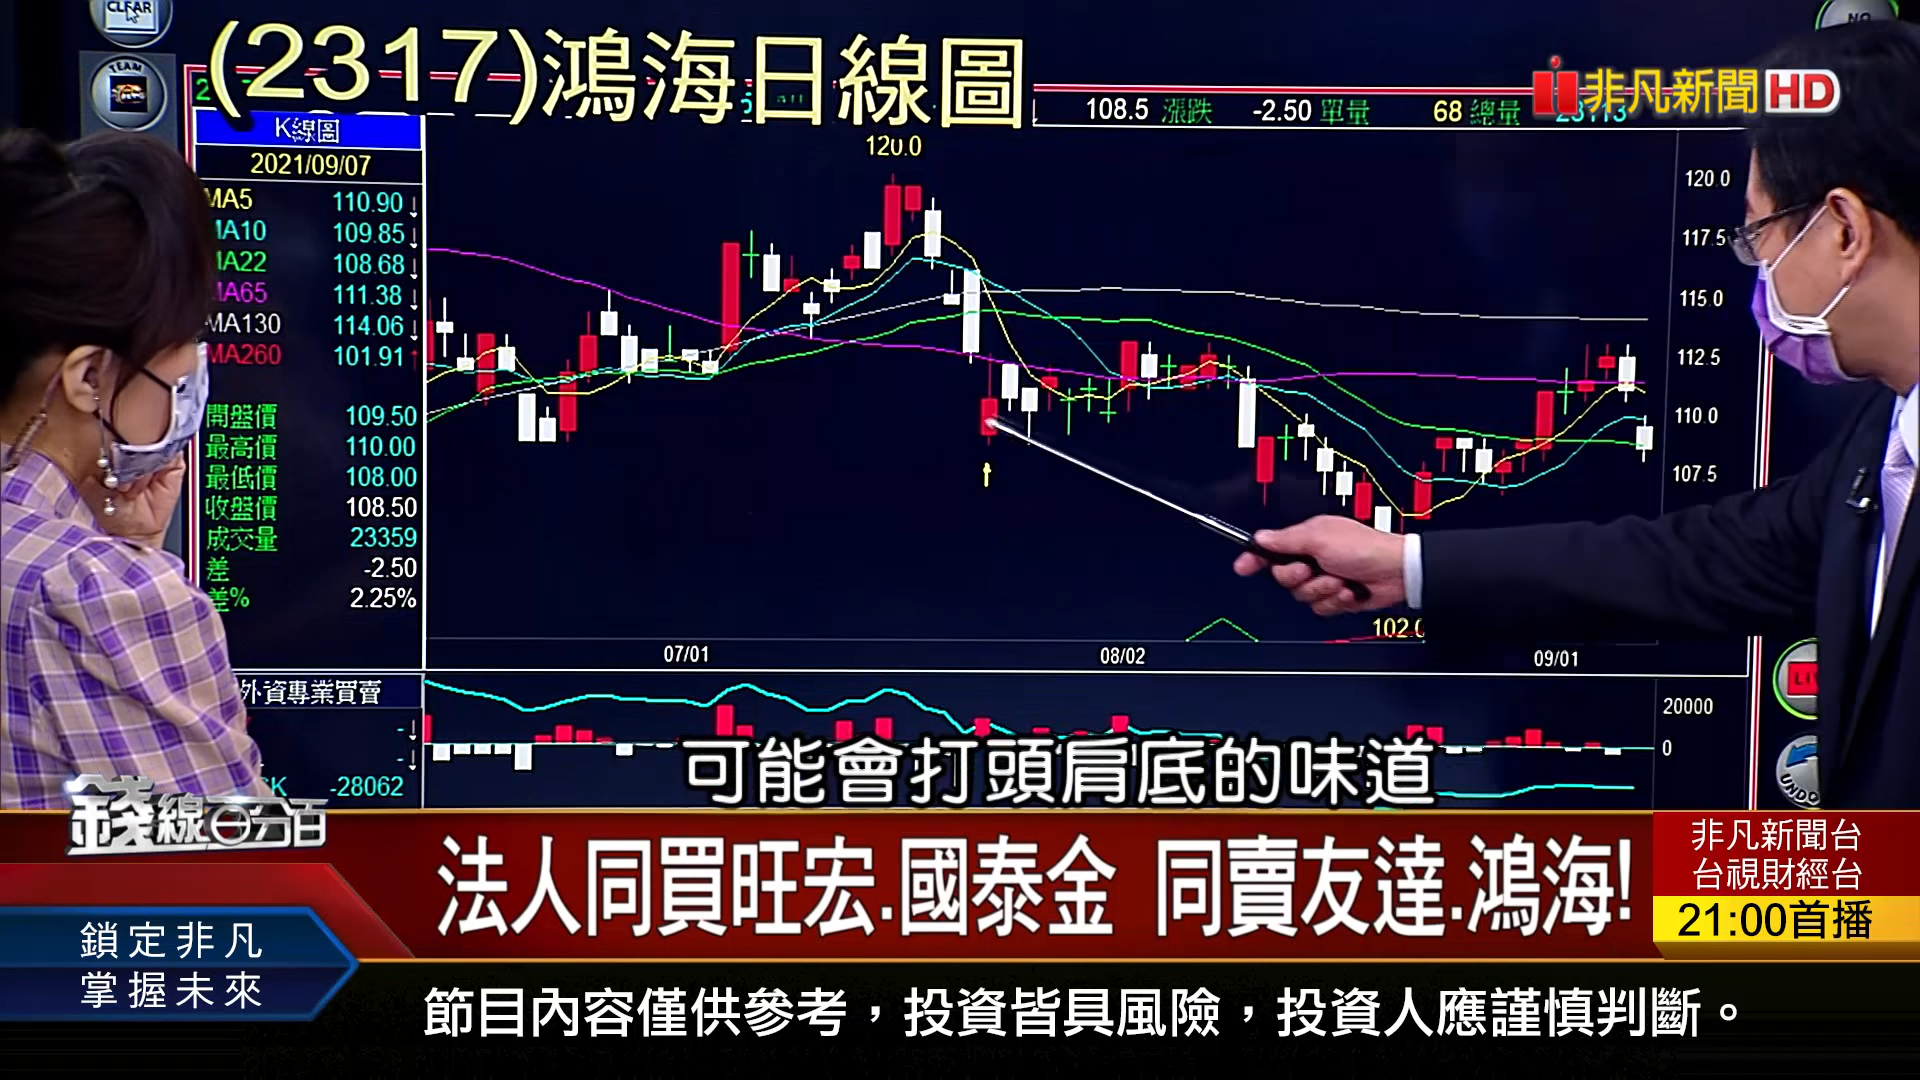 CLEAR
TEAM
NO
(2317)鴻海日線圖
108.5 漲跌 -2.50 單量 68 總量 23113
非凡新聞HD
K線圖
2021/09/07
MA5 110.90↓
MA10 109.85↓
MA22 108.68↓
MA65 111.38↓
MA130 114.06↓
MA260 101.91↑
開盤價 109.50
最高價 110.00
最低價 108.00
收盤價 108.50
成交量 23359
差 -2.50
差% 2.25%
120.0
120.0
117.5
115.0
112.5
110.0
107.5
102.0
07/01 08/02 09/01
外資專業買賣
-↓
-↓
-28062
20000
0
UNDO
可能會打頭肩底的味道
錢線百分百
法人同買旺宏.國泰金 同賣友達.鴻海!
非凡新聞台
台視財經台
21:00首播
鎖定非凡
掌握未來
節目內容僅供參考，投資皆具風險，投資人應謹慎判斷。